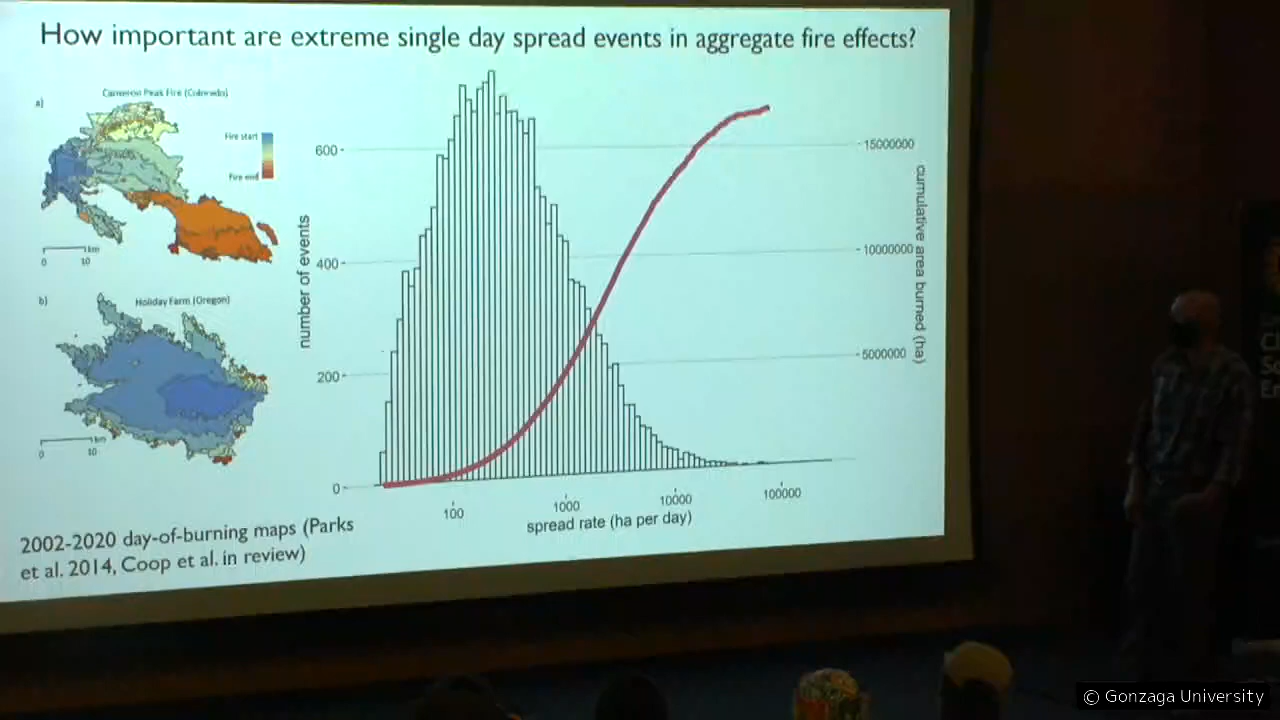 How important are extreme single day spread events in aggregate fire effects?
a)
Cameron Peak Fire (Colorado)
Fire start
Fire end
km
0 10
b)
Holiday Farm (Oregon)
km
0 10
number of events
600
400
200
0
100
1000
10000
100000
spread rate (ha per day)
15000000
10000000
5000000
cumulative area burned (ha)
2002-2020 day-of-burning maps (Parks
et al. 2014, Coop et al. in review)
© Gonzaga University